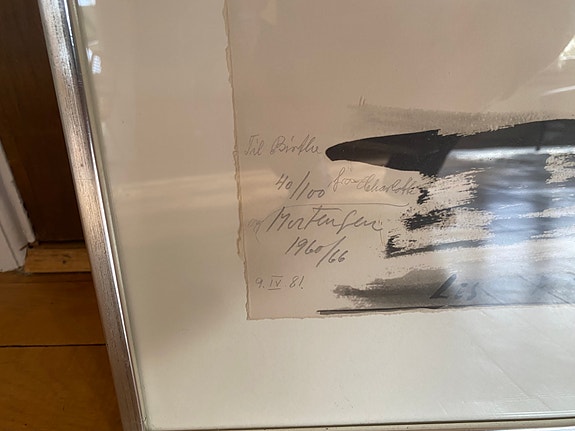 Til Birthe
40/100
Mortensen
1960/66
9. IV. 81.